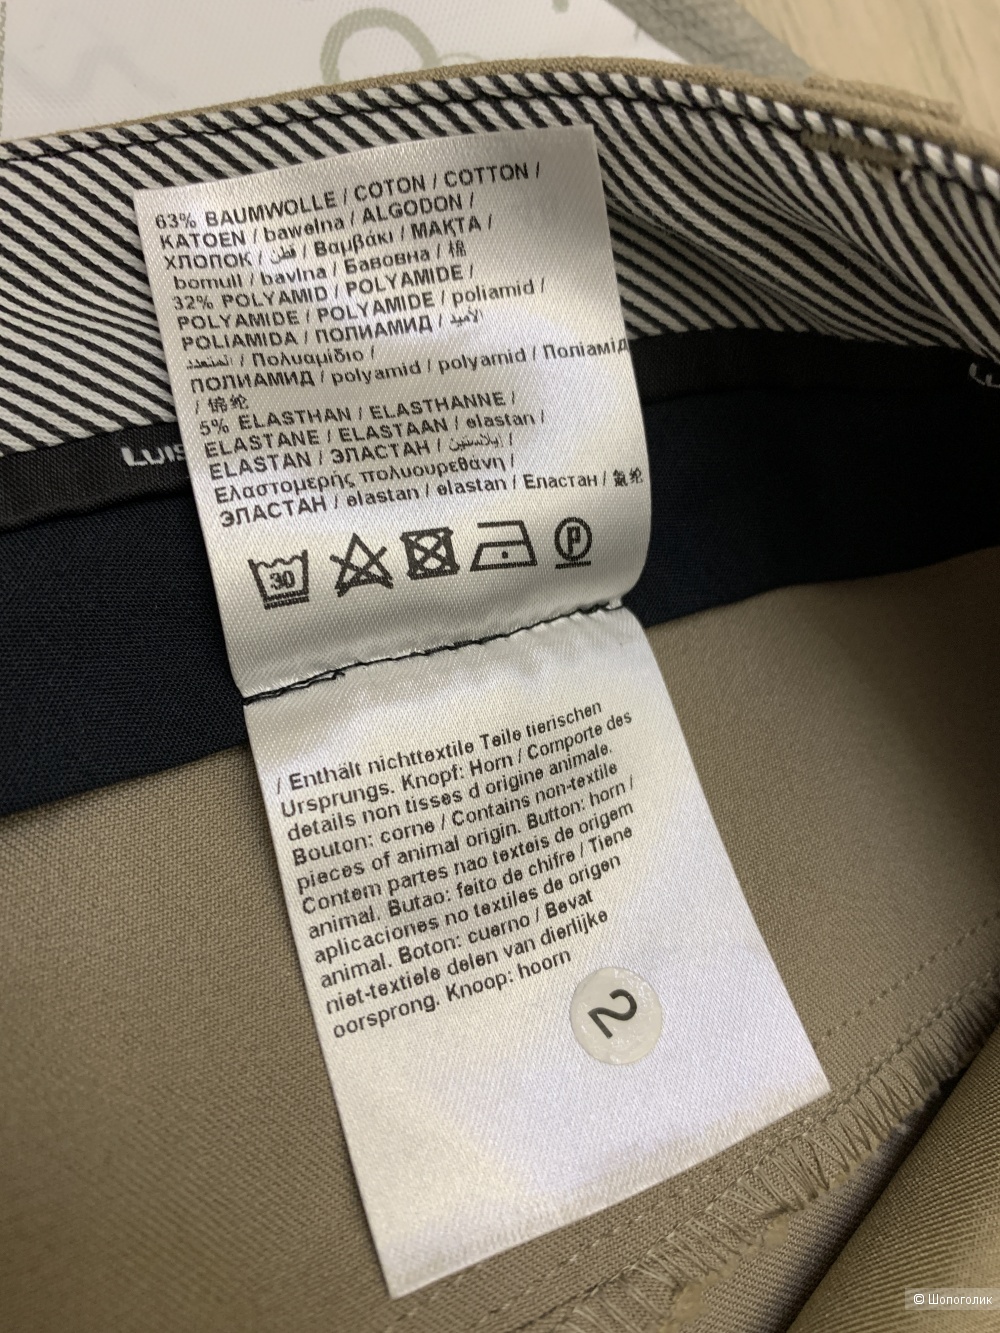 63% BAUMWOLLE / COTON / COTTON /
KATOEN / bawełna / ALGODON /
ХЛОПОК / قطن / Βαμβάκι / МАҚТА /
bomull / bavlna / Бавовна / 棉
32% POLYAMID / POLYAMIDE /
POLYAMIDE / POLYAMIDE / poliamid /
POLIAMIDA / ПОЛИАМИД /
/ Πολυαμίδιο /
ПОЛИАМИД / polyamid / polyamid / Поліамід
/ 锦纶
5% ELASTHAN / ELASTHANNE /
ELASTANE / ELASTAAN / elastan /
ELASTAN / ЭЛАСТАН / إيلاستين /
Ελαστομερής πολυουρεθάνη /
ЭЛАСТАН / elastan / elastan / Еластан / 氨纶
30 P
/ Enthält nichttextile Teile tierischen
Ursprungs. Knopf: Horn / Comporte des
details non tisses d origine animale.
Bouton: corne / Contains non-textile
pieces of animal origin. Button: horn /
Contem partes nao texteis de origem
animal. Butao: feito de chifre / Tiene
aplicaciones no textiles de origen
animal. Boton: cuerno / Bevat
niet-textiele delen van dierlijke
oorsprong. Knoop: hoorn
2
LUIS
© Шопоголик